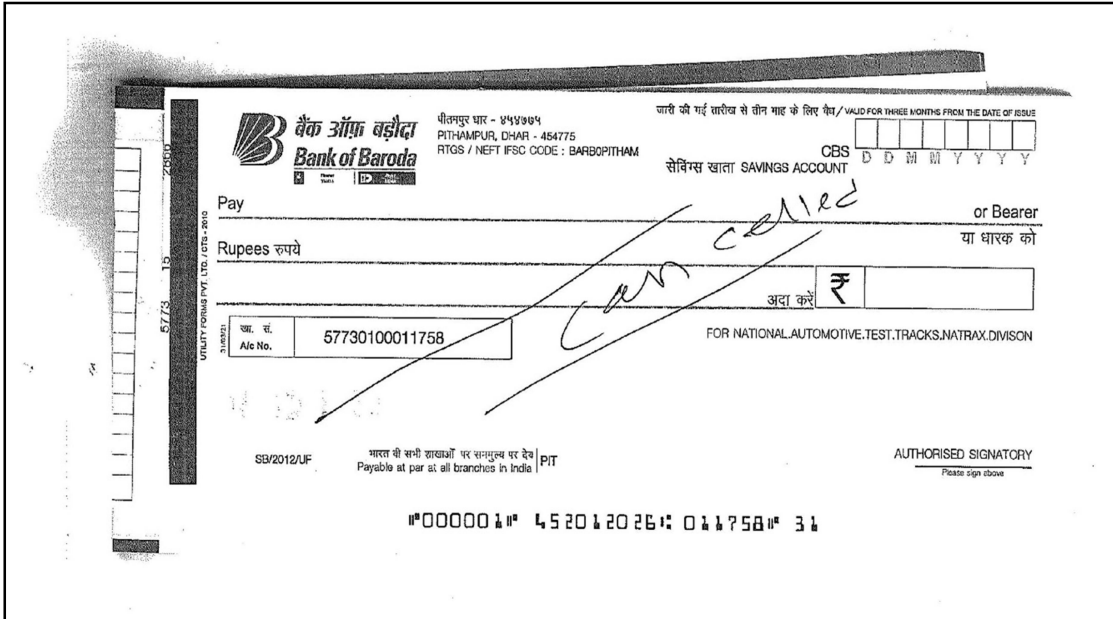 जारी की गई तारीख से तीन माह के लिए वैध / VALID FOR THREE MONTHS FROM THE DATE OF ISSUE
बैंक ऑफ़ बड़ौदा
Bank of Baroda
पीतमपुर धार - ४५४७७५
PITHAMPUR, DHAR - 454775
RTGS / NEFT IFSC CODE : BARB0PITHAM
CBS
D D M M Y Y Y Y
सेविंग्स खाता SAVINGS ACCOUNT
Pay
or Bearer
cancelled
Rupees रुपये
या धारक को
अदा करें ₹
खा. सं.
A/c No.
57730100011758
FOR NATIONAL.AUTOMOTIVE.TEST.TRACKS.NATRAX.DIVISON
UTILITY FORMS PVT. LTD. / CTS - 2010
31/03/21
5773 15
SB/2012/UF
भारत की सभी शाखाओं पर सममुल्य पर देय
Payable at par at all branches in India
PIT
AUTHORISED SIGNATORY
Please sign above
⑈000001⑈ 452012026⑆ 011758⑈ 31